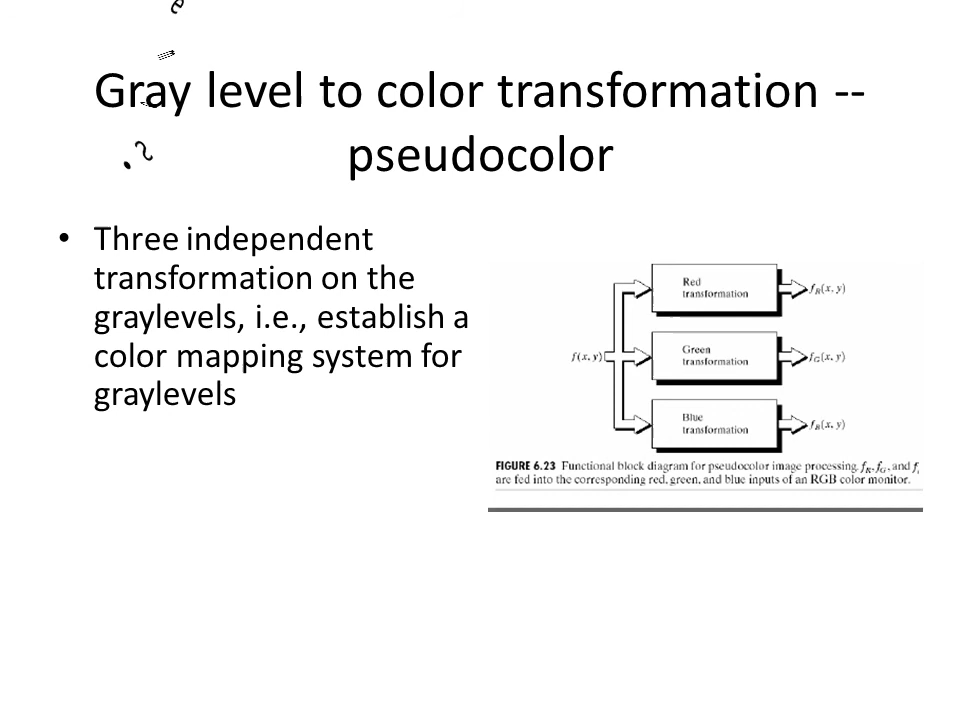 Gray level to color transformation --
pseudocolor
• Three independent
transformation on the
graylevels, i.e., establish a
color mapping system for
graylevels
Red
transformation
f_R(x, y)
f(x, y)
Green
transformation
f_G(x, y)
Blue
transformation
f_B(x, y)
FIGURE 6.23 Functional block diagram for pseudocolor image processing. f_R, f_G, and f
are fed into the corresponding red, green, and blue inputs of an RGB color monitor.